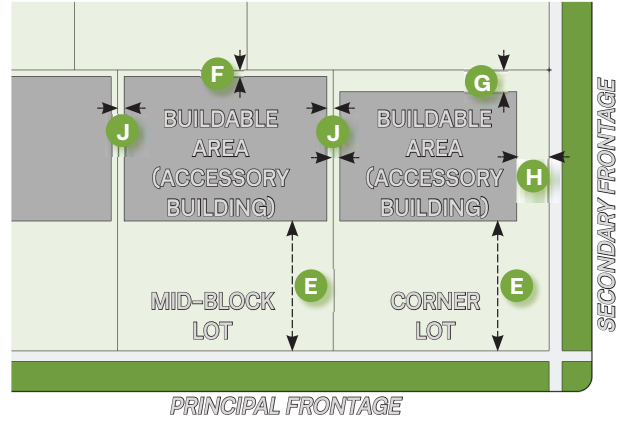 F
G
J
BUILDABLE
AREA
(ACCESSORY
BUILDING)
J
BUILDABLE
AREA
(ACCESSORY
BUILDING)
H
E
E
MID–BLOCK
LOT
CORNER
LOT
SECONDARY FRONTAGE
PRINCIPAL FRONTAGE